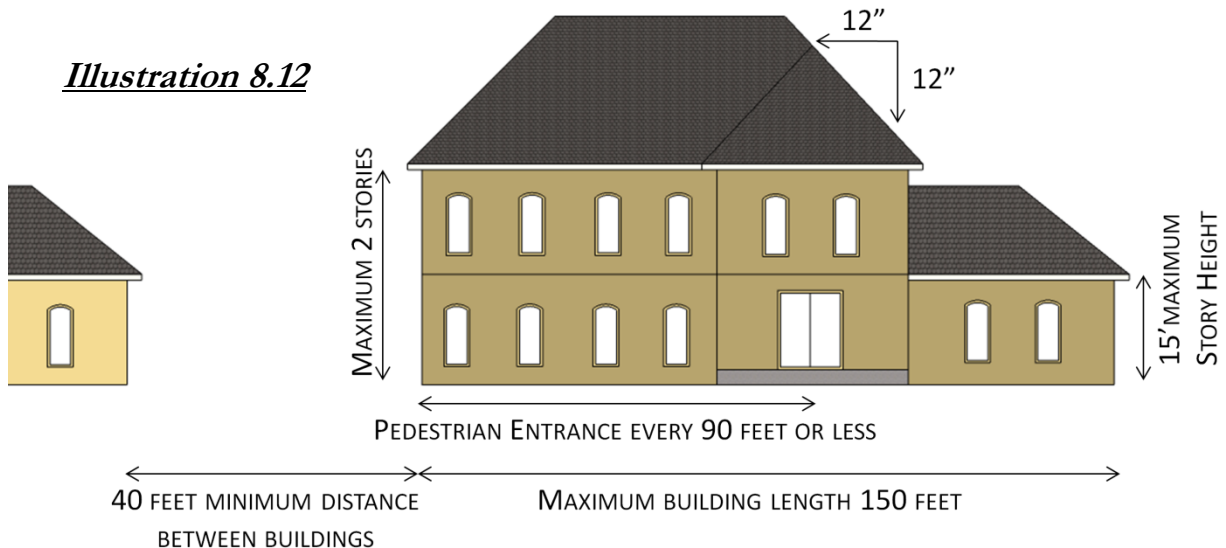 Illustration 8.12
12”
12”
MAXIMUM 2 STORIES
15’MAXIMUM
STORY HEIGHT
PEDESTRIAN ENTRANCE EVERY 90 FEET OR LESS
40 FEET MINIMUM DISTANCE
BETWEEN BUILDINGS
MAXIMUM BUILDING LENGTH 150 FEET